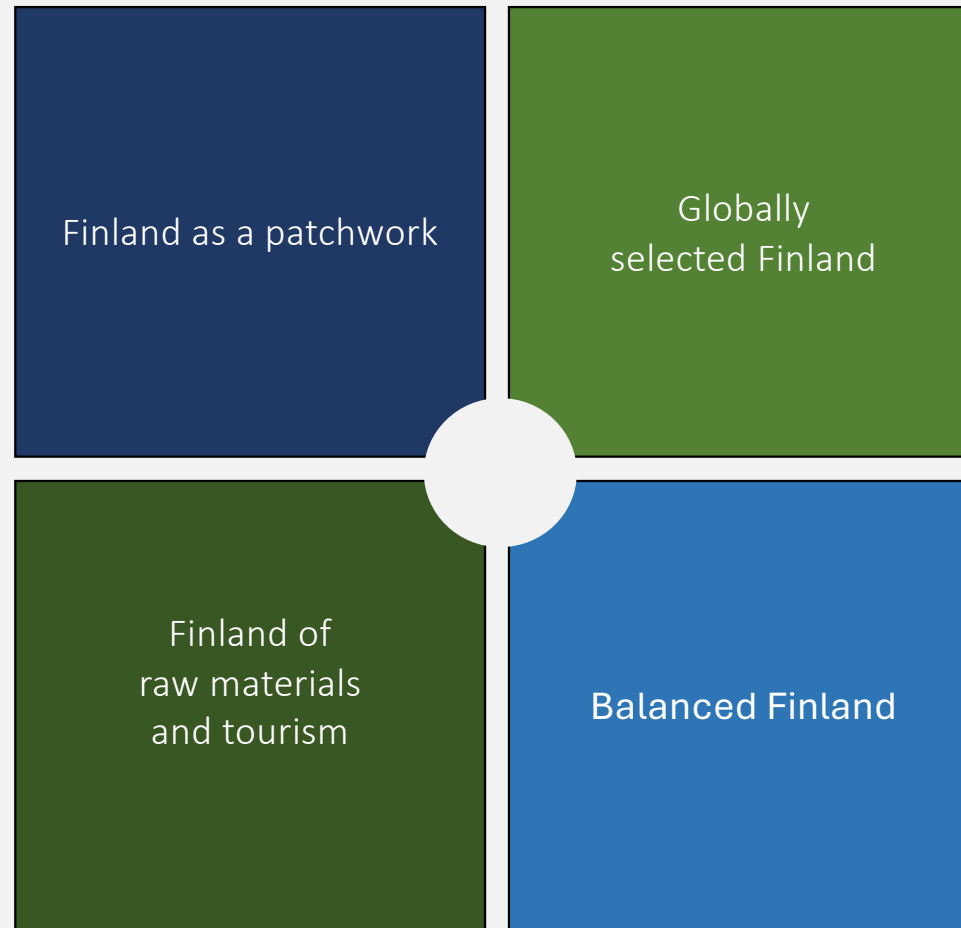 Finland as a patchwork
Globally
selected Finland
Finland of
raw materials
and tourism
Balanced Finland